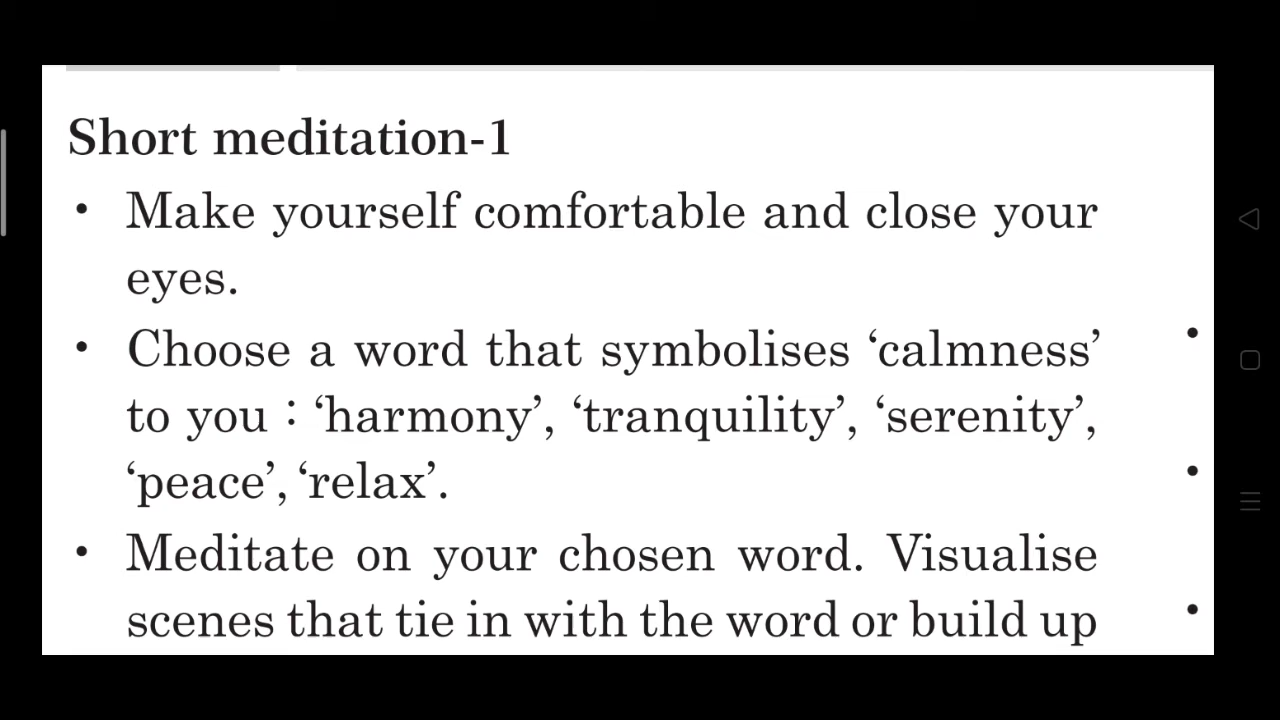 Short meditation-1
• Make yourself comfortable and close your
eyes.
• Choose a word that symbolises ‘calmness’
to you : ‘harmony’, ‘tranquility’, ‘serenity’,
‘peace’, ‘relax’.
• Meditate on your chosen word. Visualise
scenes that tie in with the word or build up